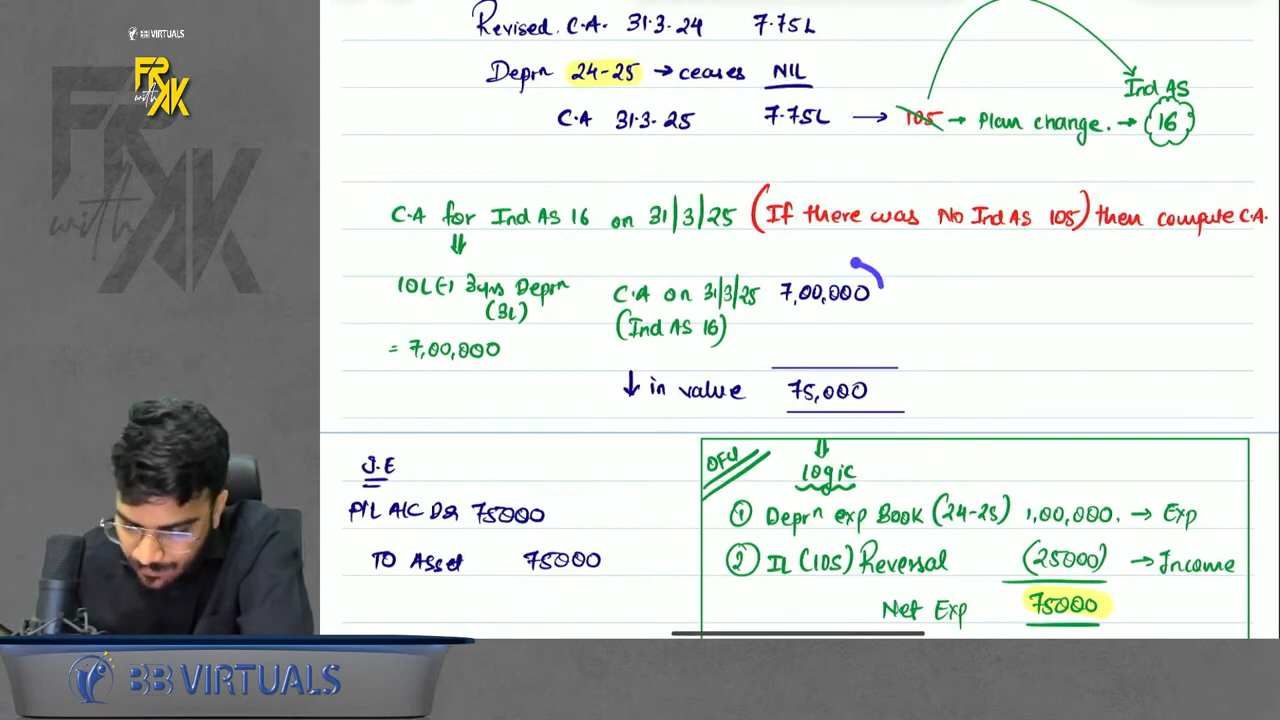 BB VIRTUALS
FR
with
AK
Revised. C.A. 31.3.24 7.75L
Deprn 24-25 → ceases NIL
C.A 31.3.25 7.75L → 105 → Plan change. → Ind AS 16
C.A for Ind AS 16 on 31/3/25 (If there was No Ind AS 105) then compute C.A.
10L (-) 3yrs Deprn (3L)
= 7,00,000
C.A on 31/3/25 7,00,000
(Ind AS 16)
↓ in value 75,000
J.E
P/L A/C Dr 75000
TO Asset 75000
OFU
Logic
① Deprn exp Book (24-25) 1,00,000. → Exp
② IL (105) Reversal (25000) → Income
Net Exp 75000
BB VIRTUALS